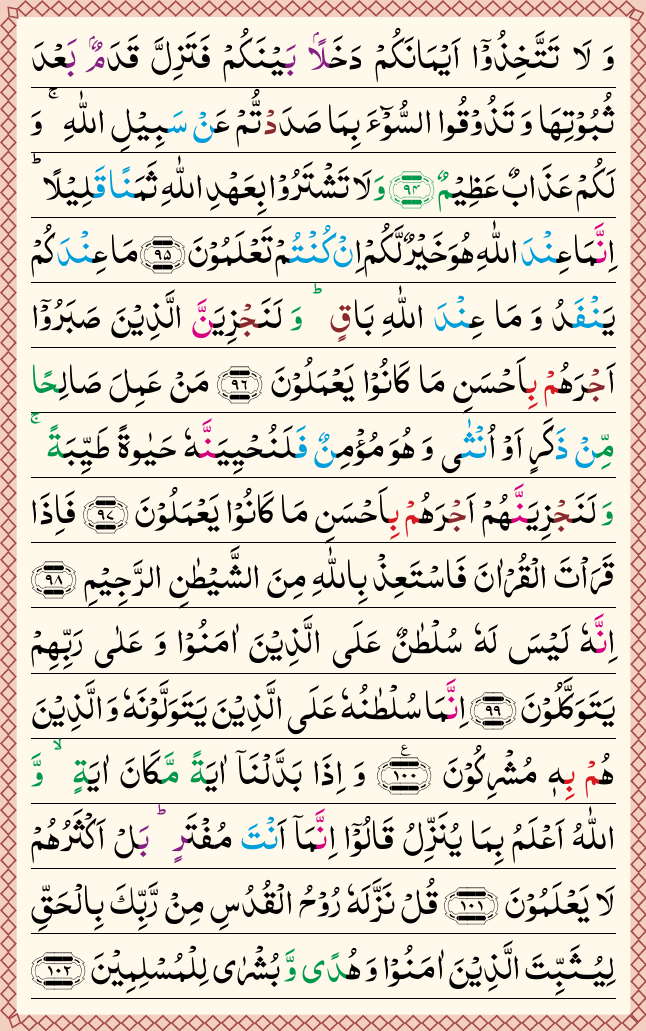 وَ لَا تَتَّخِذُوْۤا اَیْمَانَكُمْ دَخَلًۢا بَیْنَكُمْ فَتَزِلَّ قَدَمٌۢ بَعْدَ
ثُبُوْتِهَا وَ تَذُوْقُوا السُّوْٓءَ بِمَا صَدَدْتُّمْ عَنْ سَبِیْلِ اللّٰهِ ۚ وَ
لَكُمْ عَذَابٌ عَظِیْمٌ ﴿۹۴﴾ وَ لَا تَشْتَرُوْا بِعَهْدِ اللّٰهِ ثَمَنًا قَلِیْلًا ؕ
اِنَّمَا عِنْدَ اللّٰهِ هُوَ خَیْرٌ لَّكُمْ اِنْ كُنْتُمْ تَعْلَمُوْنَ ﴿۹۵﴾ مَا عِنْدَكُمْ
یَنْفَدُ وَ مَا عِنْدَ اللّٰهِ بَاقٍ ؕ وَ لَنَجْزِیَنَّ الَّذِیْنَ صَبَرُوْۤا
اَجْرَهُمْ بِاَحْسَنِ مَا كَانُوْا یَعْمَلُوْنَ ﴿۹۶﴾ مَنْ عَمِلَ صَالِحًا
مِّنْ ذَكَرٍ اَوْ اُنْثٰی وَ هُوَ مُؤْمِنٌ فَلَنُحْیِیَنَّهٗ حَیٰوةً طَیِّبَةً ۚ
وَ لَنَجْزِیَنَّهُمْ اَجْرَهُمْ بِاَحْسَنِ مَا كَانُوْا یَعْمَلُوْنَ ﴿۹۷﴾ فَاِذَا
قَرَاْتَ الْقُرْاٰنَ فَاسْتَعِذْ بِاللّٰهِ مِنَ الشَّیْطٰنِ الرَّجِیْمِ ﴿۹۸﴾
اِنَّهٗ لَیْسَ لَهٗ سُلْطٰنٌ عَلَی الَّذِیْنَ اٰمَنُوْا وَ عَلٰی رَبِّهِمْ
یَتَوَكَّلُوْنَ ﴿۹۹﴾ اِنَّمَا سُلْطٰنُهٗ عَلَی الَّذِیْنَ یَتَوَلَّوْنَهٗ وَ الَّذِیْنَ
هُمْ بِهٖ مُشْرِكُوْنَ ﴿۱۰۰﴾ ع وَ اِذَا بَدَّلْنَاۤ اٰیَةً مَّكَانَ اٰیَةٍ ۙ وَّ
اللّٰهُ اَعْلَمُ بِمَا یُنَزِّلُ قَالُوْۤا اِنَّمَاۤ اَنْتَ مُفْتَرٍ ؕ بَلْ اَكْثَرُهُمْ
لَا یَعْلَمُوْنَ ﴿۱۰۱﴾ قُلْ نَزَّلَهٗ رُوْحُ الْقُدُسِ مِنْ رَّبِّكَ بِالْحَقِّ
لِیُثَبِّتَ الَّذِیْنَ اٰمَنُوْا وَ هُدًی وَّ بُشْرٰی لِلْمُسْلِمِیْنَ ﴿۱۰۲﴾